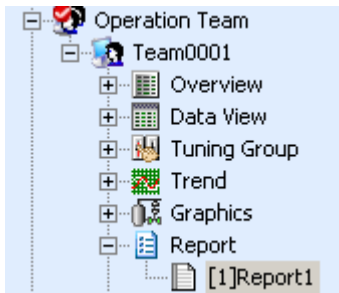 Operation Team
Team0001
Overview
Data View
Tuning Group
Trend
Graphics
Report
[1]Report1